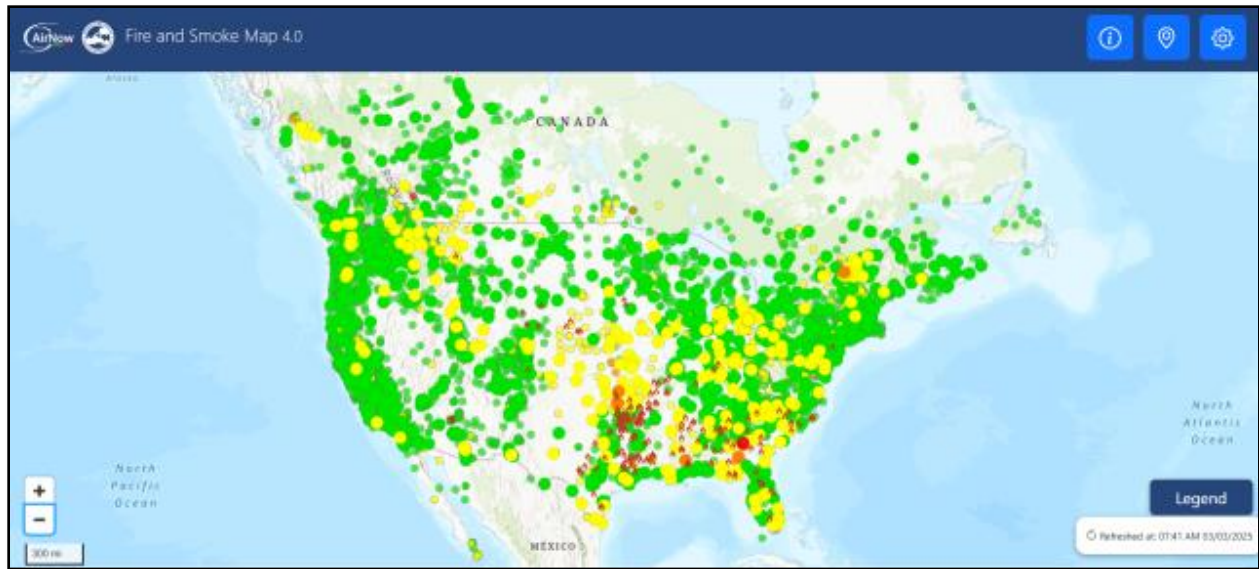 AirNow Fire and Smoke Map 4.0
Alaska
CANADA
North
Atlantic
Ocean
North
Pacific
Ocean
+
−
300 mi
MÉXICO
Legend
Refreshed at: 07:41 AM 03/03/2025